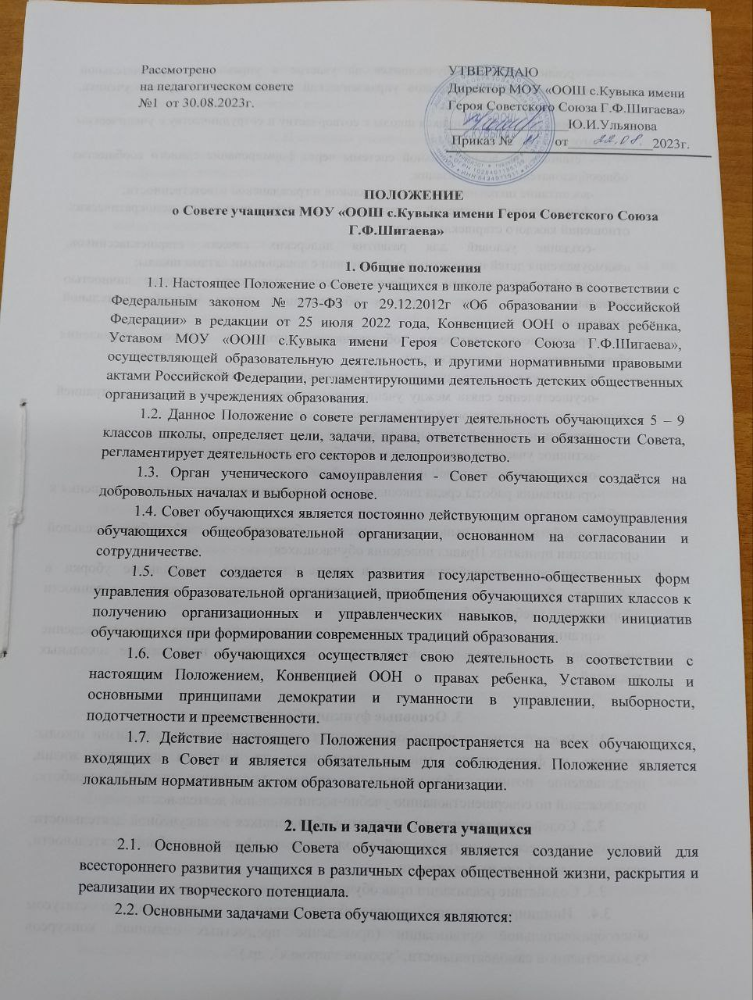 Рассмотрено
на педагогическом совете
№1 от 30.08.2023г.
УТВЕРЖДАЮ
Директор МОУ «ООШ с.Кувыка имени
Героя Советского Союза Г.Ф.Шигаева»
Ю.И.Ульянова
Приказ № от 22.08. 2023г.
ПОЛОЖЕНИЕ
о Совете учащихся МОУ «ООШ с.Кувыка имени Героя Советского Союза
Г.Ф.Шигаева»
1. Общие положения
1.1. Настоящее Положение о Совете учащихся в школе разработано в соответствии с
Федеральным законом № 273-ФЗ от 29.12.2012г «Об образовании в Российской
Федерации» в редакции от 25 июля 2022 года, Конвенцией ООН о правах ребёнка,
Уставом МОУ «ООШ с.Кувыка имени Героя Советского Союза Г.Ф.Шигаева»,
осуществляющей образовательную деятельность, и другими нормативными правовыми
актами Российской Федерации, регламентирующими деятельность детских общественных
организаций в учреждениях образования.
1.2. Данное Положение о совете регламентирует деятельность обучающихся 5 – 9
классов школы, определяет цели, задачи, права, ответственность и обязанности Совета,
регламентирует деятельность его секторов и делопроизводство.
1.3. Орган ученического самоуправления - Совет обучающихся создаётся на
добровольных началах и выборной основе.
1.4. Совет обучающихся является постоянно действующим органом самоуправления
обучающихся общеобразовательной организации, основанном на согласовании и
сотрудничестве.
1.5. Совет создается в целях развития государственно-общественных форм
управления образовательной организацией, приобщения обучающихся старших классов к
получению организационных и управленческих навыков, поддержки инициатив
обучающихся при формировании современных традиций образования.
1.6. Совет обучающихся осуществляет свою деятельность в соответствии с
настоящим Положением, Конвенцией ООН о правах ребенка, Уставом школы и
основными принципами демократии и гуманности в управлении, выборности,
подотчетности и преемственности.
1.7. Действие настоящего Положения распространяется на всех обучающихся,
входящих в Совет и является обязательным для соблюдения. Положение является
локальным нормативным актом образовательной организации.
2. Цель и задачи Совета учащихся
2.1. Основной целью Совета обучающихся является создание условий для
всестороннего развития учащихся в различных сферах общественной жизни, раскрытия и
реализации их творческого потенциала.
2.2. Основными задачами Совета обучающихся являются: